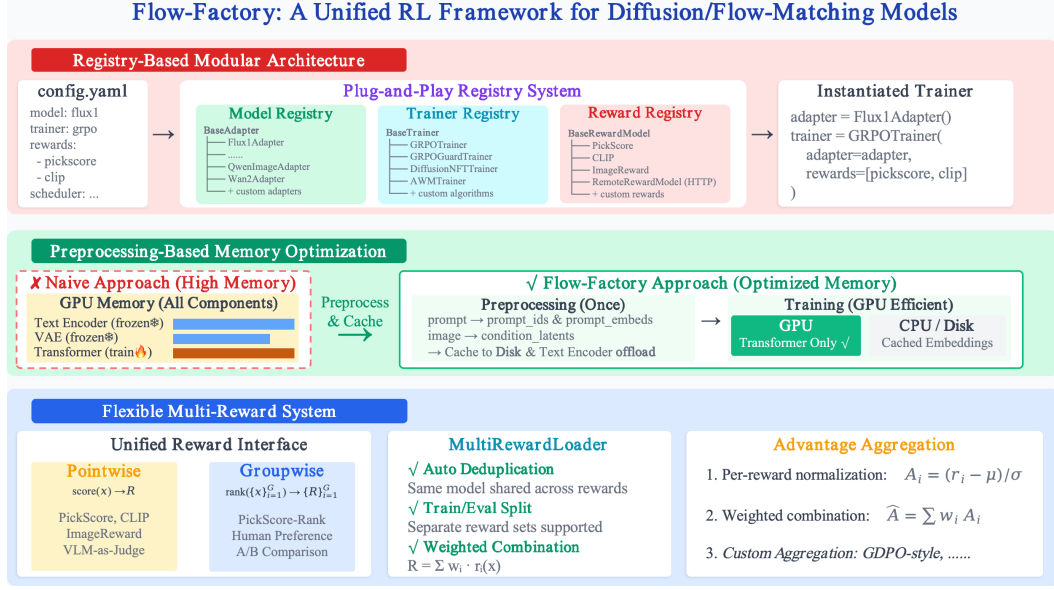 Flow-Factory: A Unified RL Framework for Diffusion/Flow-Matching Models
Registry-Based Modular Architecture
config.yaml
model: flux1
trainer: grpo
rewards:
- pickscore
- clip
scheduler: ...
→
Plug-and-Play Registry System
Model Registry
BaseAdapter
Flux1Adapter
......
QwenImageAdapter
Wan2Adapter
+ custom adapters
Trainer Registry
BaseTrainer
GRPOTrainer
GRPOGuardTrainer
DiffusionNFTTrainer
AWMTrainer
+ custom algorithms
Reward Registry
BaseRewardModel
PickScore
CLIP
ImageReward
RemoteRewardModel (HTTP)
+ custom rewards
→
Instantiated Trainer
adapter = Flux1Adapter()
trainer = GRPOTrainer(
adapter=adapter,
rewards=[pickscore, clip]
)
Preprocessing-Based Memory Optimization
✘ Naive Approach (High Memory)
GPU Memory (All Components)
Text Encoder (frozen❄)
VAE (frozen❄)
Transformer (train🔥)
Preprocess
& Cache
→
√ Flow-Factory Approach (Optimized Memory)
Preprocessing (Once)
prompt → prompt_ids & prompt_embeds
image → condition_latents
→ Cache to Disk & Text Encoder offload
→
Training (GPU Efficient)
GPU
Transformer Only √
CPU / Disk
Cached Embeddings
Flexible Multi-Reward System
Unified Reward Interface
Pointwise
score(x) → R
PickScore, CLIP
ImageReward
VLM-as-Judge
Groupwise
rank({x}_{i=1}^G) → {R}_{i=1}^G
PickScore-Rank
Human Preference
A/B Comparison
MultiRewardLoader
√ Auto Deduplication
Same model shared across rewards
√ Train/Eval Split
Separate reward sets supported
√ Weighted Combination
R = Σ wᵢ · rᵢ(x)
Advantage Aggregation
1. Per-reward normalization: Aᵢ = (rᵢ − μ)/σ
2. Weighted combination: Â = ∑ wᵢ Aᵢ
3. Custom Aggregation: GDPO-style, ......